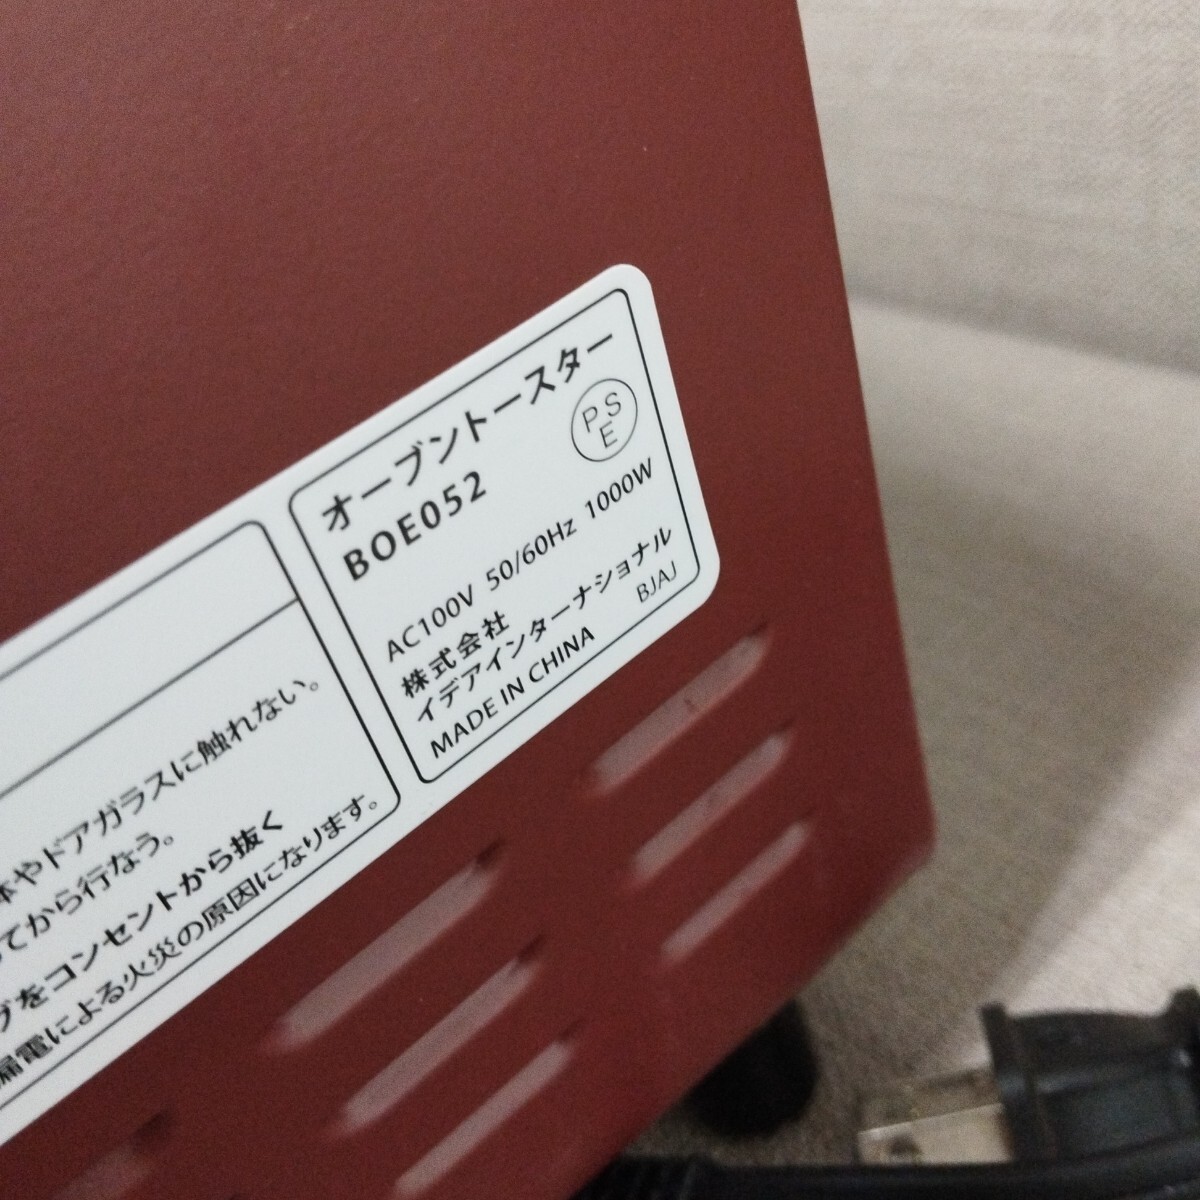 オーブントースター
BOE052
PSE
AC100V 50/60Hz 1000W
株式会社
イデアインターナショナル
MADE IN CHINA
BJAJ
体やドアガラスに触れない。
てから行なう。
グをコンセントから抜く
漏電による火災の原因になります。